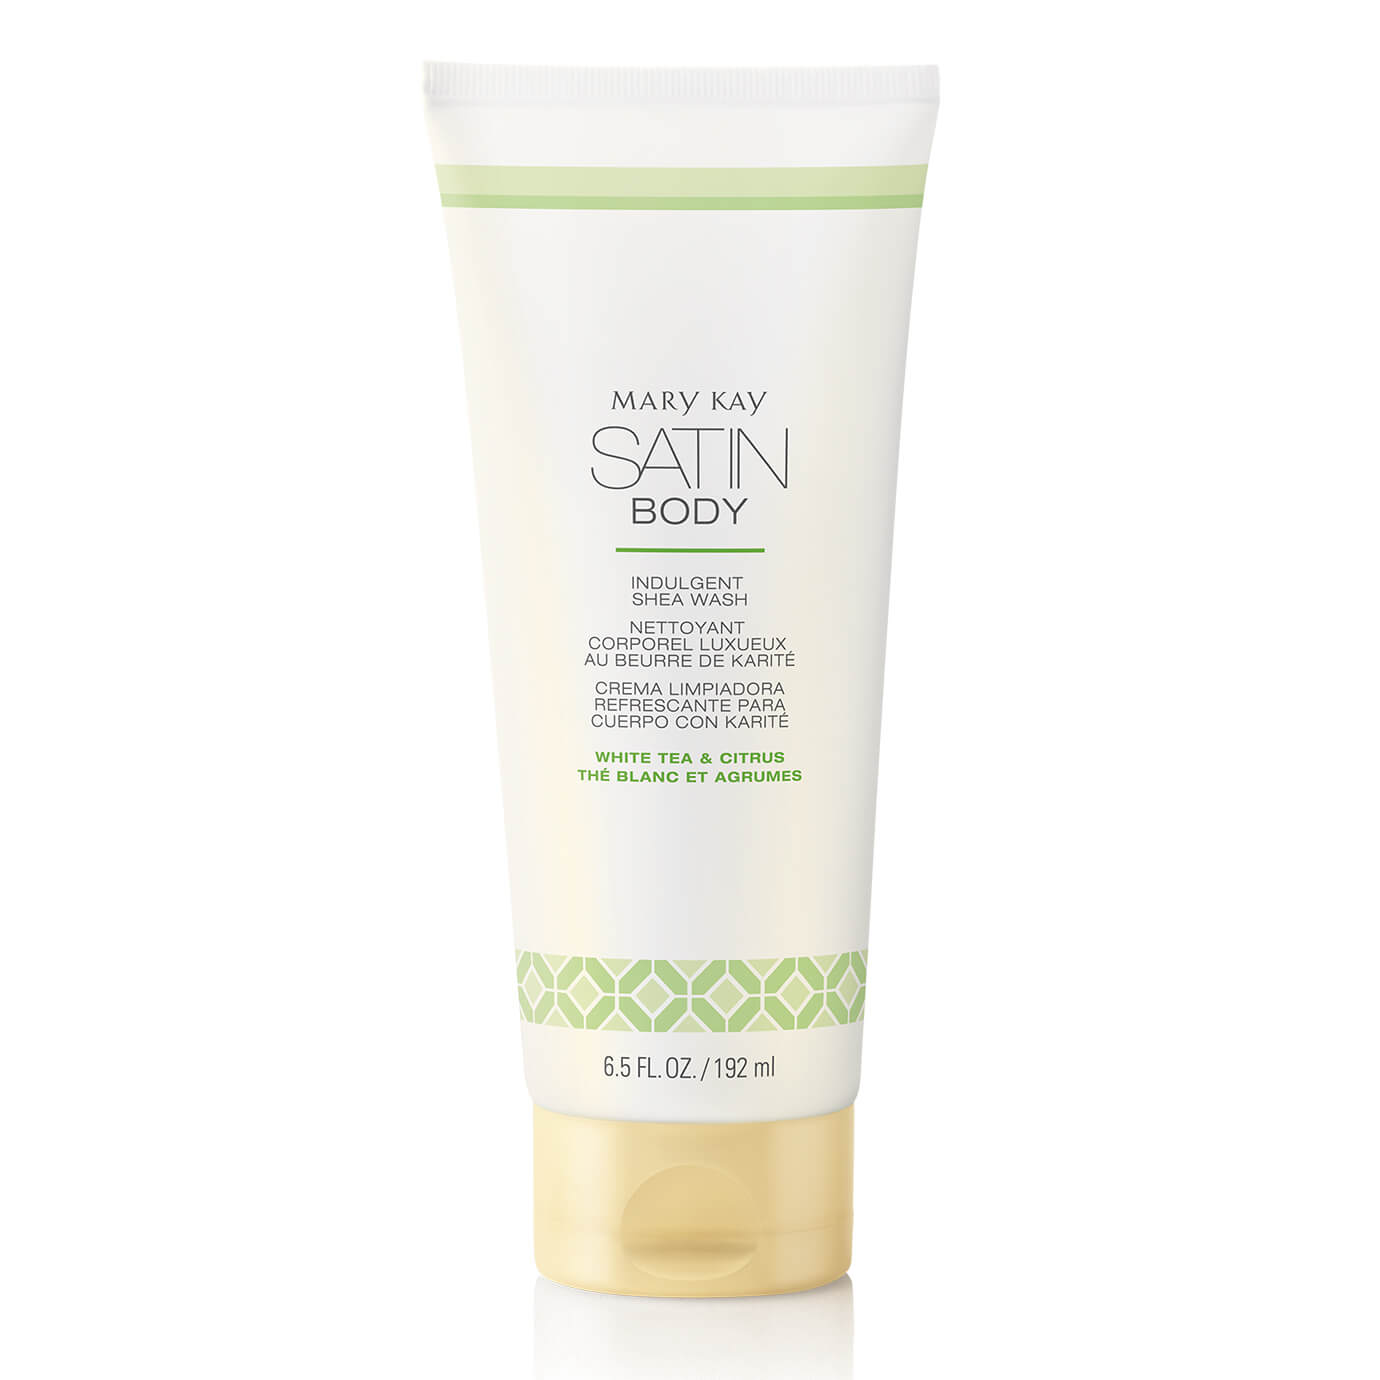 MARY KAY
SATIN
BODY
INDULGENT
SHEA WASH
NETTOYANT
CORPOREL LUXUEUX
AU BEURRE DE KARITÉ
CREMA LIMPIADORA
REFRESCANTE PARA
CUERPO CON KARITÉ
WHITE TEA & CITRUS
THÉ BLANC ET AGRUMES
6.5 FL. OZ. / 192 ml